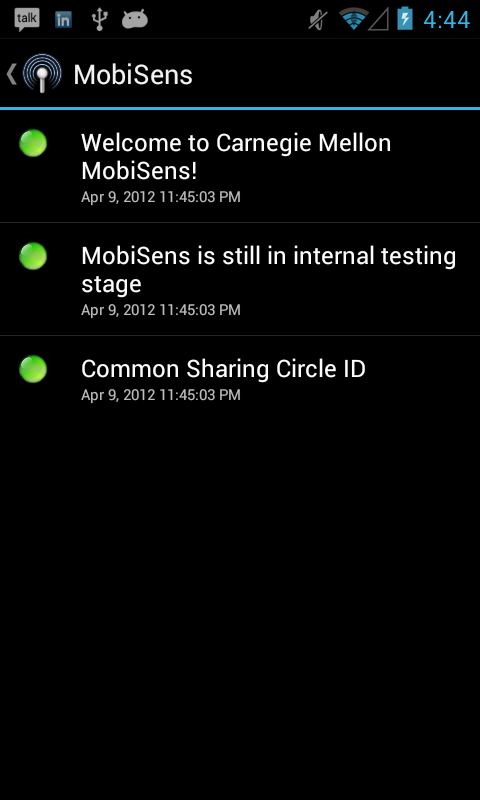 talk in 4:44
MobiSens
Welcome to Carnegie Mellon
MobiSens!
Apr 9, 2012 11:45:03 PM
MobiSens is still in internal testing
stage
Apr 9, 2012 11:45:03 PM
Common Sharing Circle ID
Apr 9, 2012 11:45:03 PM